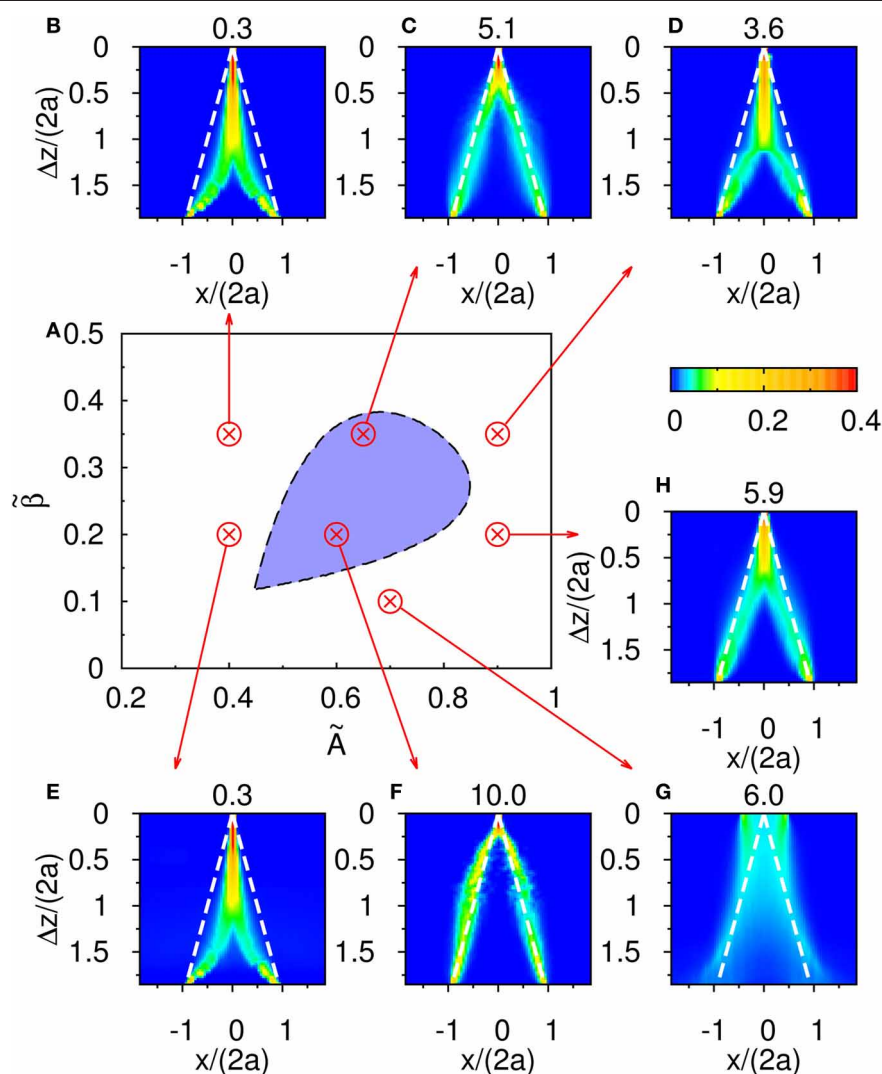 B 0.3 C 5.1 D 3.6
0 0 0
0.5 0.5 0.5
Δz/(2a) 1 1 1
1.5 1.5 1.5
-1 0 1 -1 0 1 -1 0 1
x/(2a) x/(2a) x/(2a)
A 0.5
0.4
0.3
β̃ 0.2
0.1
0
0.2 0.4 0.6 0.8 1
Ã
0 0.2 0.4
H 5.9
0
0.5
Δz/(2a) 1
1.5
-1 0 1
x/(2a)
E 0.3 F 10.0 G 6.0
0 0 0
0.5 0.5 0.5
Δz/(2a) 1 1 1
1.5 1.5 1.5
-1 0 1 -1 0 1 -1 0 1
x/(2a) x/(2a) x/(2a)